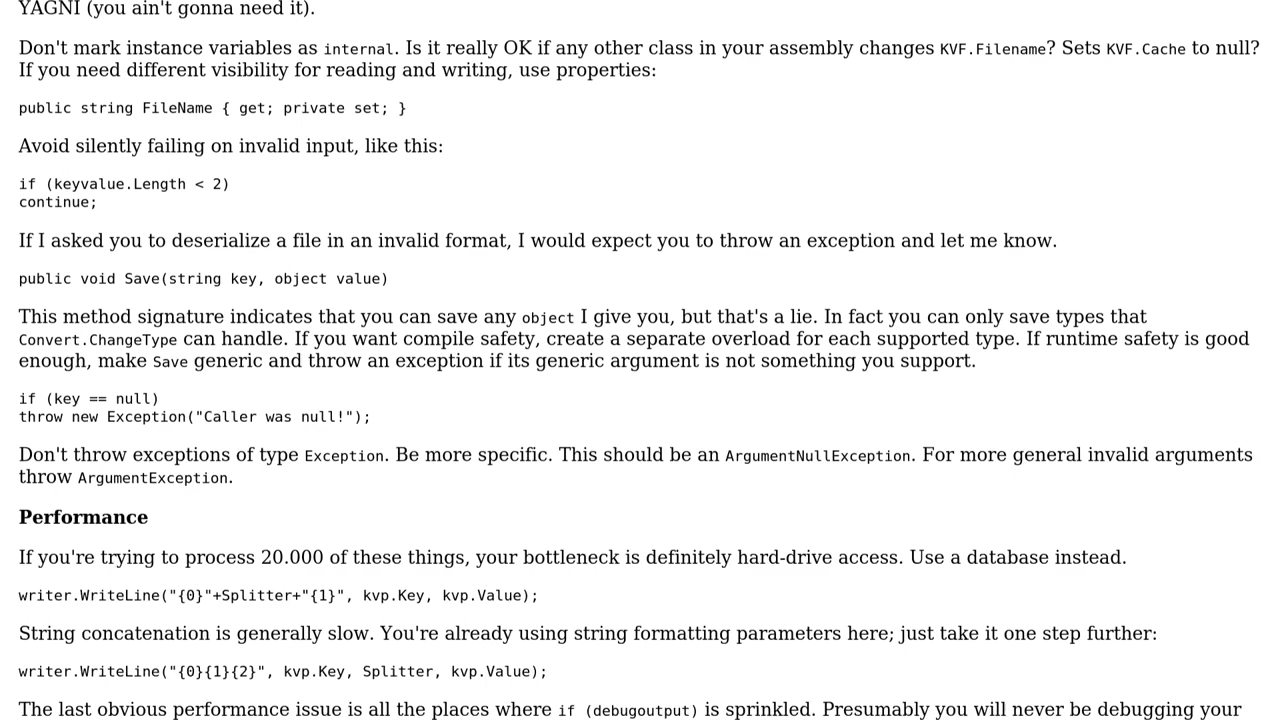 YAGNI (you ain't gonna need it).
Don't mark instance variables as internal. Is it really OK if any other class in your assembly changes KVF.Filename? Sets KVF.Cache to null?
If you need different visibility for reading and writing, use properties:
public string FileName { get; private set; }
Avoid silently failing on invalid input, like this:
if (keyvalue.Length < 2)
continue;
If I asked you to deserialize a file in an invalid format, I would expect you to throw an exception and let me know.
public void Save(string key, object value)
This method signature indicates that you can save any object I give you, but that's a lie. In fact you can only save types that
Convert.ChangeType can handle. If you want compile safety, create a separate overload for each supported type. If runtime safety is good
enough, make Save generic and throw an exception if its generic argument is not something you support.
if (key == null)
throw new Exception("Caller was null!");
Don't throw exceptions of type Exception. Be more specific. This should be an ArgumentNullException. For more general invalid arguments
throw ArgumentException.
Performance
If you're trying to process 20.000 of these things, your bottleneck is definitely hard-drive access. Use a database instead.
writer.WriteLine("{0}"+Splitter+"{1}", kvp.Key, kvp.Value);
String concatenation is generally slow. You're already using string formatting parameters here; just take it one step further:
writer.WriteLine("{0}{1}{2}", kvp.Key, Splitter, kvp.Value);
The last obvious performance issue is all the places where if (debugoutput) is sprinkled. Presumably you will never be debugging your